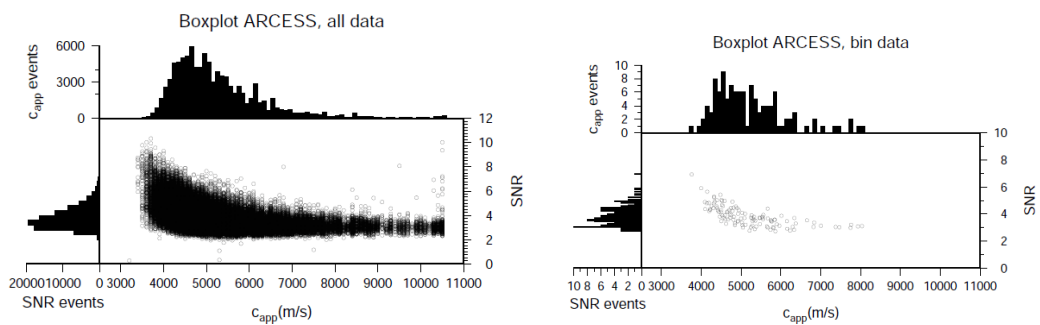 Boxplot ARCESS, all data
6000
3000
0
c_app events
12
10
8
6
4
2
0
SNR
20000 10000 0 3000 4000 5000 6000 7000 8000 9000 10000 11000
SNR events
c_app(m/s)
Boxplot ARCESS, bin data
10
8
6
4
2
0
c_app events
10
8
6
4
2
0
SNR
10 8 6 4 2 0 3000 4000 5000 6000 7000 8000 9000 10000 11000
SNR events
c_app(m/s)